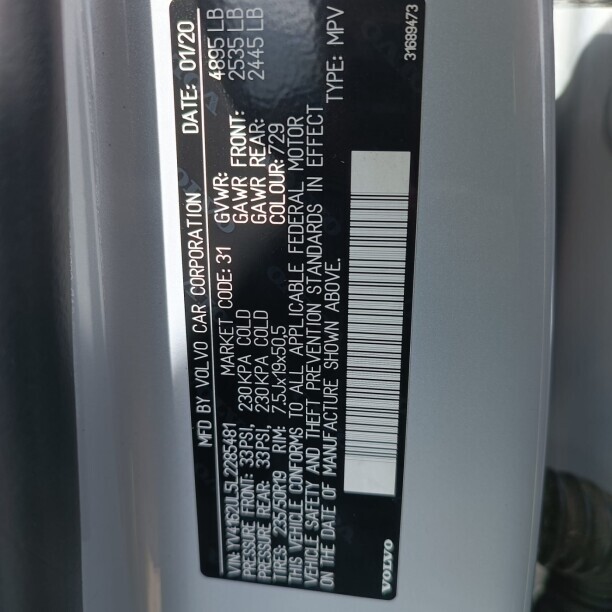 MFD BY VOLVO CAR CORPORATION DATE: 01/20
MARKET CODE: 31 GVWR: 4895 LB
VIN: YV4162UL5L2285481 GAWR FRONT: 2535 LB
PRESSURE FRONT: 33PSI, 230KPA COLD GAWR REAR: 2445 LB
PRESSURE REAR: 33PSI, 230KPA COLD COLOUR: 729
TIRES: 235/50R19 RIM: 7.5Jx19x50.5
THIS VEHICLE CONFORMS TO ALL APPLICABLE FEDERAL MOTOR
VEHICLE SAFETY AND THEFT PREVENTION STANDARDS IN EFFECT
ON THE DATE OF MANUFACTURE SHOWN ABOVE. TYPE: MPV
VOLVO 31689473